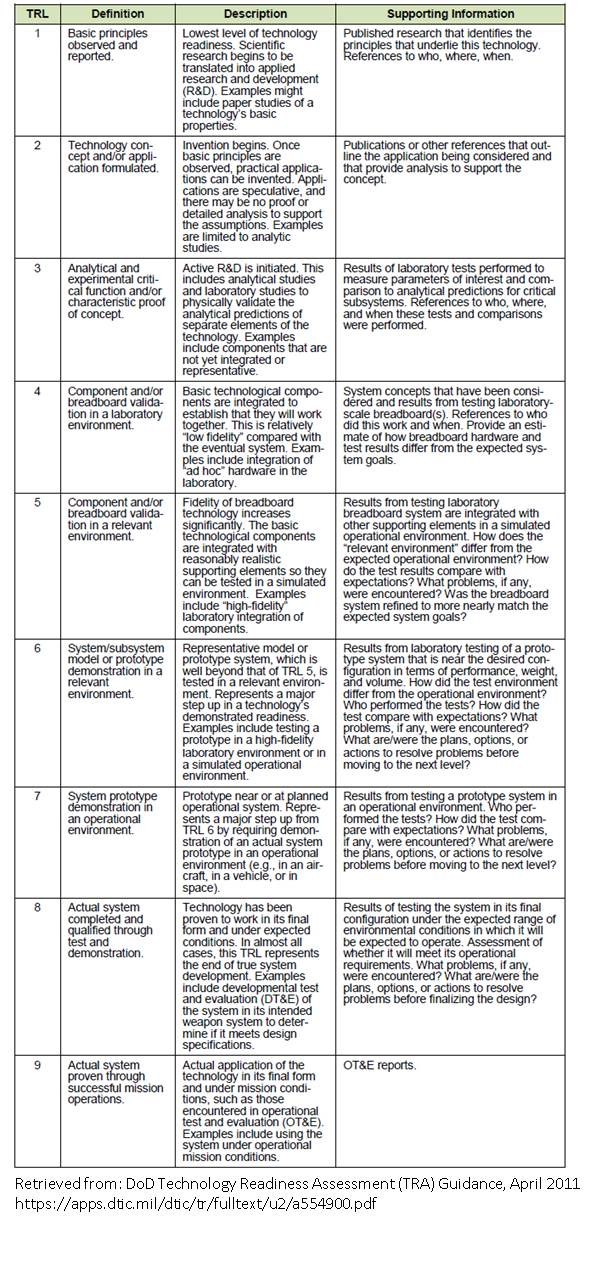 TRL Definition Description Supporting Information
1
Basic principles
observed and
reported.
Lowest level of technology
readiness. Scientific
research begins to be
translated into applied
research and development
(R&D). Examples might
include paper studies of a
technology's basic
properties.
Published research that identifies the
principles that underlie this technology.
References to who, where, when.
2
Technology con-
cept and/or appli-
cation formulated.
Invention begins. Once
basic principles are
observed, practical applica-
tions can be invented. Appli-
cations are speculative, and
there may be no proof or
detailed analysis to support
the assumptions. Examples
are limited to analytic
studies.
Publications or other references that out-
line the application being considered and
that provide analysis to support the
concept.
3
Analytical and
experimental criti-
cal function and/or
characteristic proof
of concept.
Active R&D is initiated. This
includes analytical studies
and laboratory studies to
physically validate the
analytical predictions of
separate elements of the
technology. Examples
include components that are
not yet integrated or
representative.
Results of laboratory tests performed to
measure parameters of interest and com-
parison to analytical predictions for critical
subsystems. References to who, where,
and when these tests and comparisons
were performed.
4
Component and/or
breadboard valida-
tion in a laboratory
environment.
Basic technological compo-
nents are integrated to
establish that they will work
together. This is relatively
"low fidelity" compared with
the eventual system. Exam-
ples include integration of
"ad hoc" hardware in the
laboratory.
System concepts that have been consid-
ered and results from testing laboratory-
scale breadboard(s). References to who
did this work and when. Provide an esti-
mate of how breadboard hardware and
test results differ from the expected sys-
tem goals.
5
Component and/or
breadboard valida-
tion in a relevant
environment.
Fidelity of breadboard
technology increases
significantly. The basic
technological components
are integrated with
reasonably realistic
supporting elements so they
can be tested in a simulated
environment. Examples
include "high-fidelity"
laboratory integration of
components.
Results from testing laboratory
breadboard system are integrated with
other supporting elements in a simulated
operational environment. How does the
"relevant environment" differ from the
expected operational environment? How
do the test results compare with
expectations? What problems, if any,
were encountered? Was the breadboard
system refined to more nearly match the
expected system goals?
6
System/subsystem
model or prototype
demonstration in a
relevant
environment.
Representative model or
prototype system, which is
well beyond that of TRL 5, is
tested in a relevant environ-
ment. Represents a major
step up in a technology's
demonstrated readiness.
Examples include testing a
prototype in a high-fidelity
laboratory environment or in
a simulated operational
environment.
Results from laboratory testing of a proto-
type system that is near the desired con-
figuration in terms of performance, weight,
and volume. How did the test environment
differ from the operational environment?
Who performed the tests? How did the
test compare with expectations? What
problems, if any, were encountered?
What are/were the plans, options, or
actions to resolve problems before
moving to the next level?
7
System prototype
demonstration in
an operational
environment.
Prototype near or at planned
operational system. Repre-
sents a major step up from
TRL 6 by requiring demon-
stration of an actual system
prototype in an operational
environment (e.g., in an air-
craft, in a vehicle, or in
space).
Results from testing a prototype system in
an operational environment. Who per-
formed the tests? How did the test com-
pare with expectations? What problems,
if any, were encountered? What are/were
the plans, options, or actions to resolve
problems before moving to the next level?
8
Actual system
completed and
qualified through
test and
demonstration.
Technology has been
proven to work in its final
form and under expected
conditions. In almost all
cases, this TRL represents
the end of true system
development. Examples
include developmental test
and evaluation (DT&E) of
the system in its intended
weapon system to deter-
mine if it meets design
specifications.
Results of testing the system in its final
configuration under the expected range of
environmental conditions in which it will
be expected to operate. Assessment of
whether it will meet its operational
requirements. What problems, if any,
were encountered? What are/were the
plans, options, or actions to resolve
problems before finalizing the design?
9
Actual system
proven through
successful mission
operations.
Actual application of the
technology in its final form
and under mission condi-
tions, such as those
encountered in operational
test and evaluation (OT&E).
Examples include using the
system under operational
mission conditions.
OT&E reports.
Retrieved from: DoD Technology Readiness Assessment (TRA) Guidance, April 2011
https://apps.dtic.mil/dtic/tr/fulltext/u2/a554900.pdf